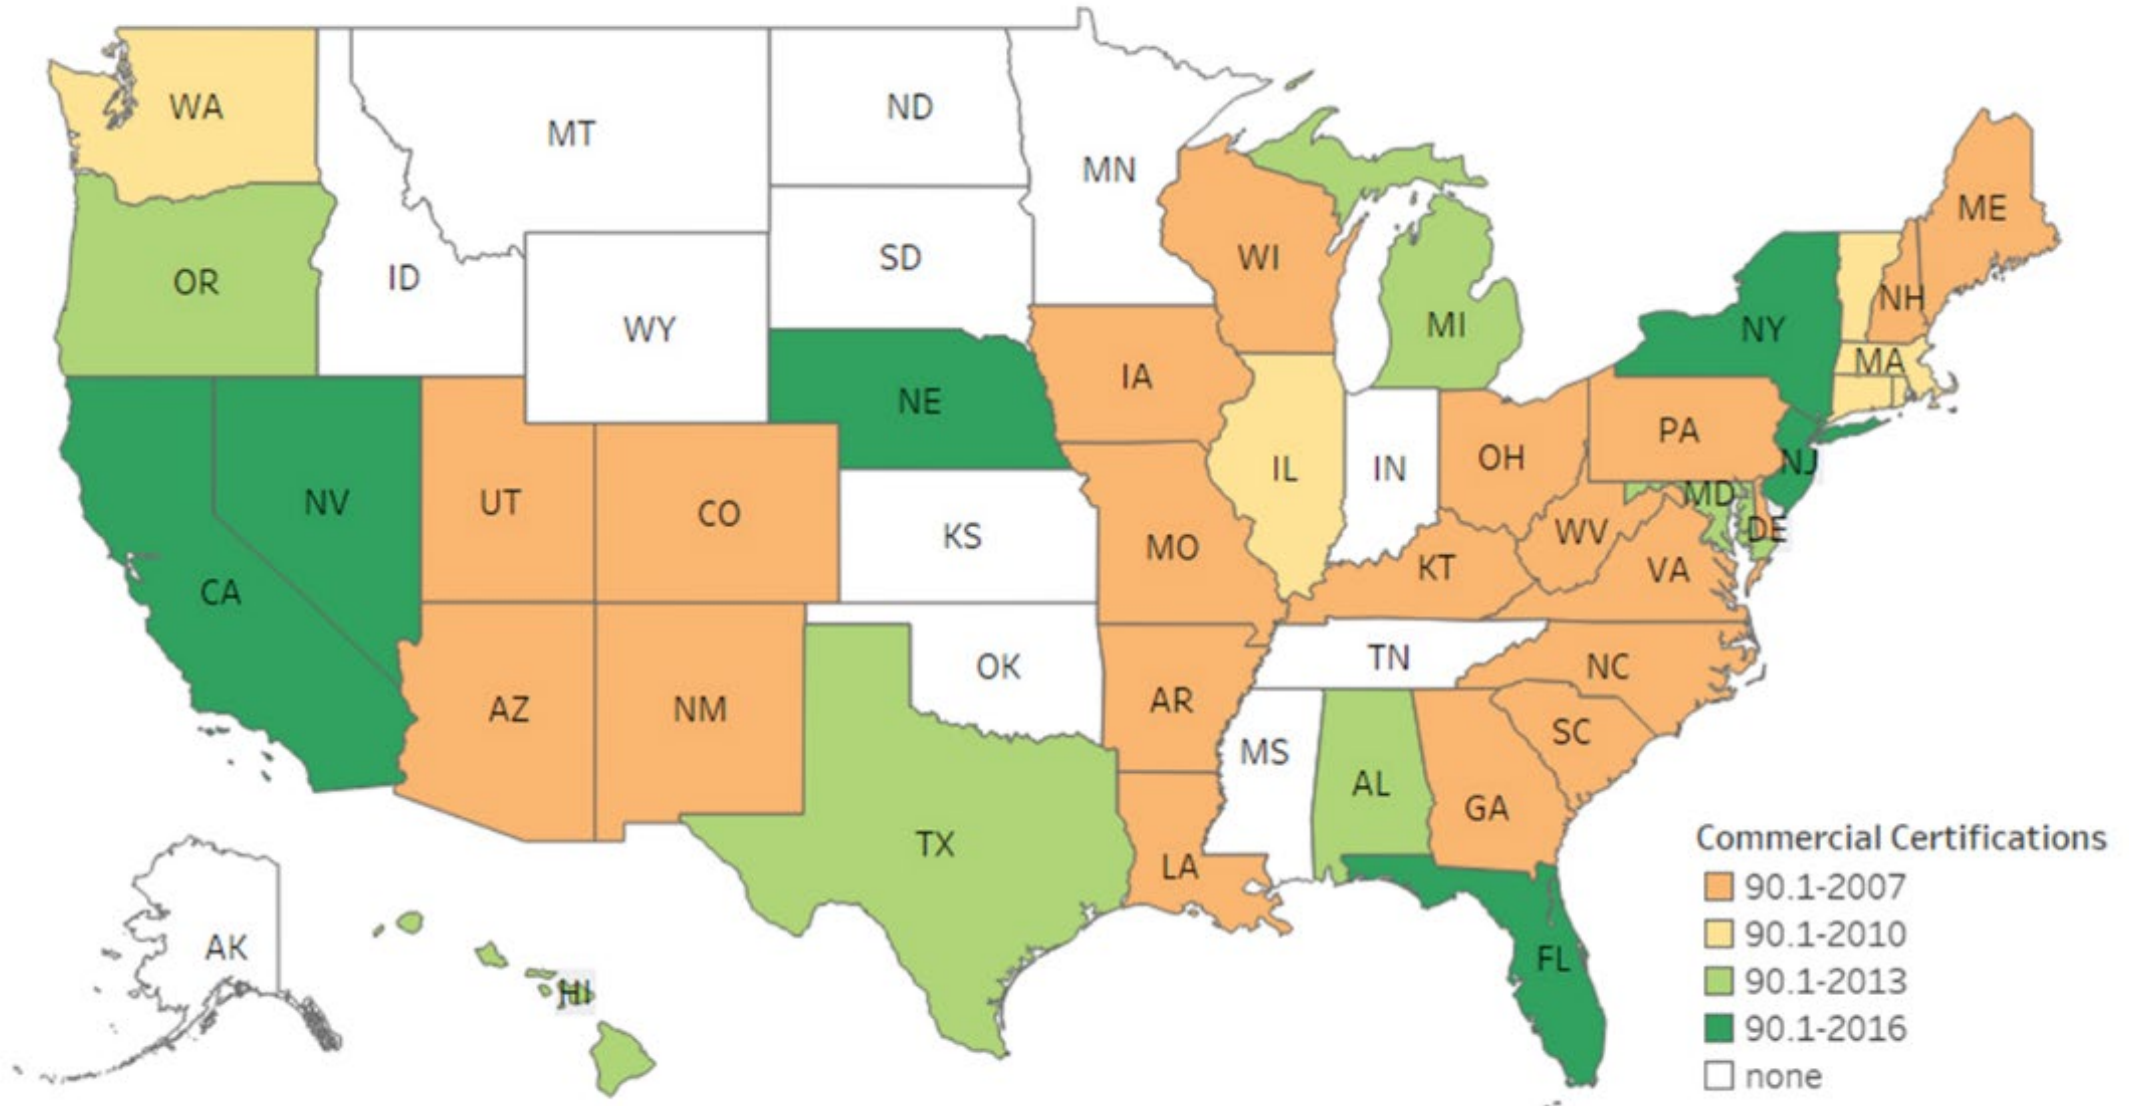 WA
MT
ND
MN
OR
ID
WY
SD
WI
MI
ME
NH
NY
MA
NE
IA
IL
IN
OH
PA
NJ
MD
DE
CA
NV
UT
CO
KS
MO
KT
WV
VA
AZ
NM
OK
TX
AR
LA
TN
MS
AL
GA
NC
SC
FL
AK
HI
Commercial Certifications
90.1-2007
90.1-2010
90.1-2013
90.1-2016
none